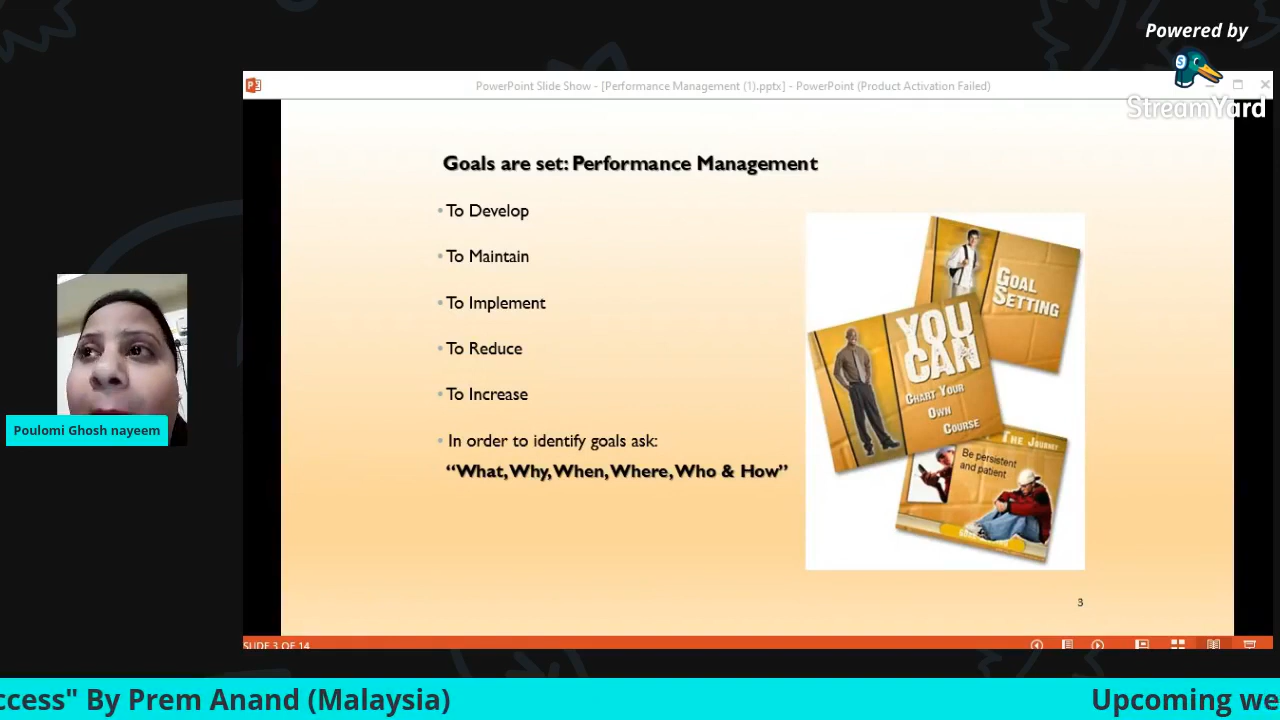 Powered by
StreamYard
PowerPoint Slide Show - [Performance Management (1).pptx] - PowerPoint (Product Activation Failed)
Goals are set: Performance Management
• To Develop
• To Maintain
• To Implement
• To Reduce
• To Increase
• In order to identify goals ask:
“What, Why, When, Where, Who & How”
GOAL
SETTING
YOU
CAN
CHART YOUR
OWN
COURSE
THE JOURNEY
Be persistent
and patient
3
SLIDE 3 OF 14
Poulomi Ghosh nayeem
ccess" By Prem Anand (Malaysia)
Upcoming we